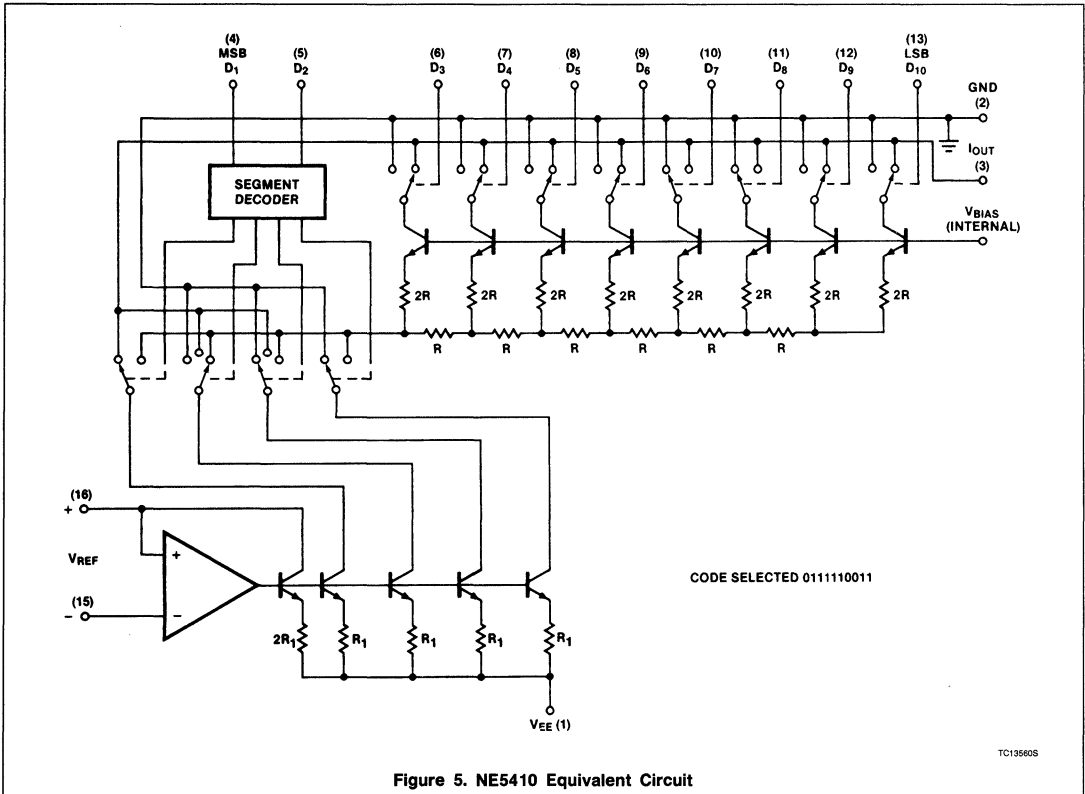 (4) (5) (6) (7) (8) (9) (10) (11) (12) (13)
MSB LSB
D1 D2 D3 D4 D5 D6 D7 D8 D9 D10
GND
(2)
IOUT
(3)
SEGMENT
DECODER
VBIAS
(INTERNAL)
2R 2R 2R 2R 2R 2R 2R 2R
R R R R R R
(16)
+
+
VREF
CODE SELECTED 0111110011
(15)
−
−
2R1 R1 R1 R1 R1
VEE (1)
TC13560S
Figure 5. NE5410 Equivalent Circuit